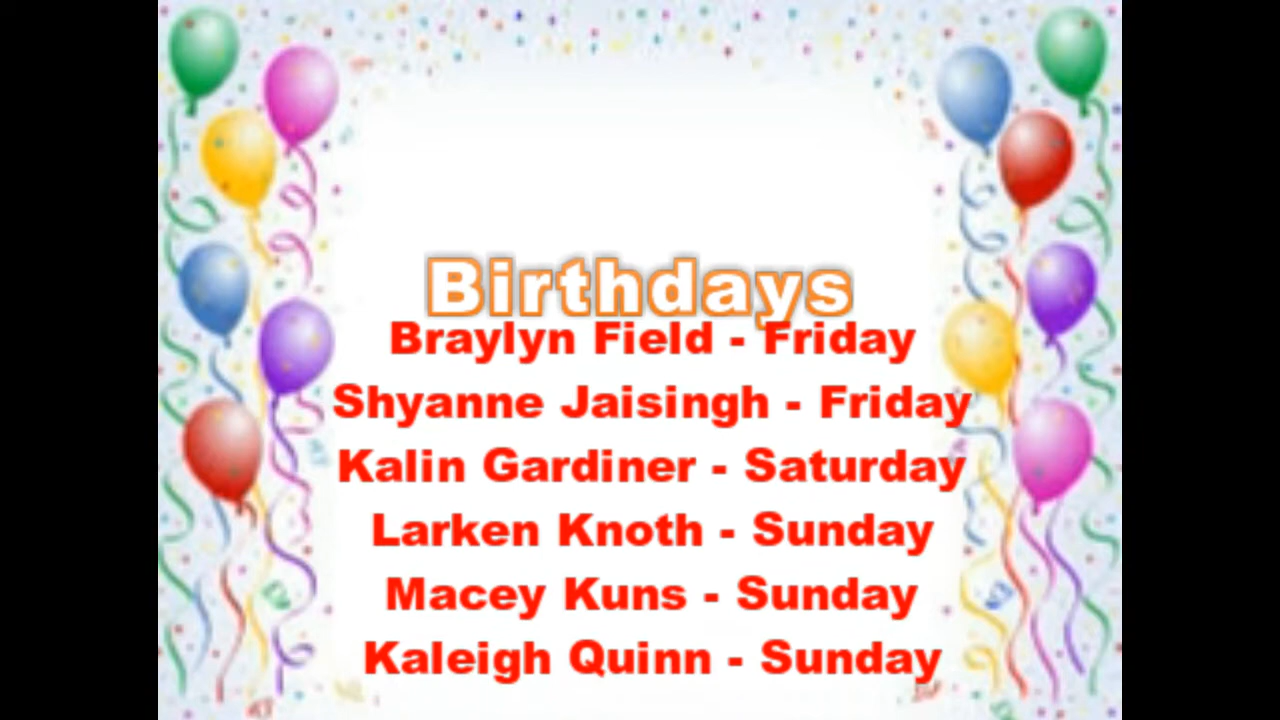 Birthdays
Braylyn Field - Friday
Shyanne Jaisingh - Friday
Kalin Gardiner - Saturday
Larken Knoth - Sunday
Macey Kuns - Sunday
Kaleigh Quinn - Sunday